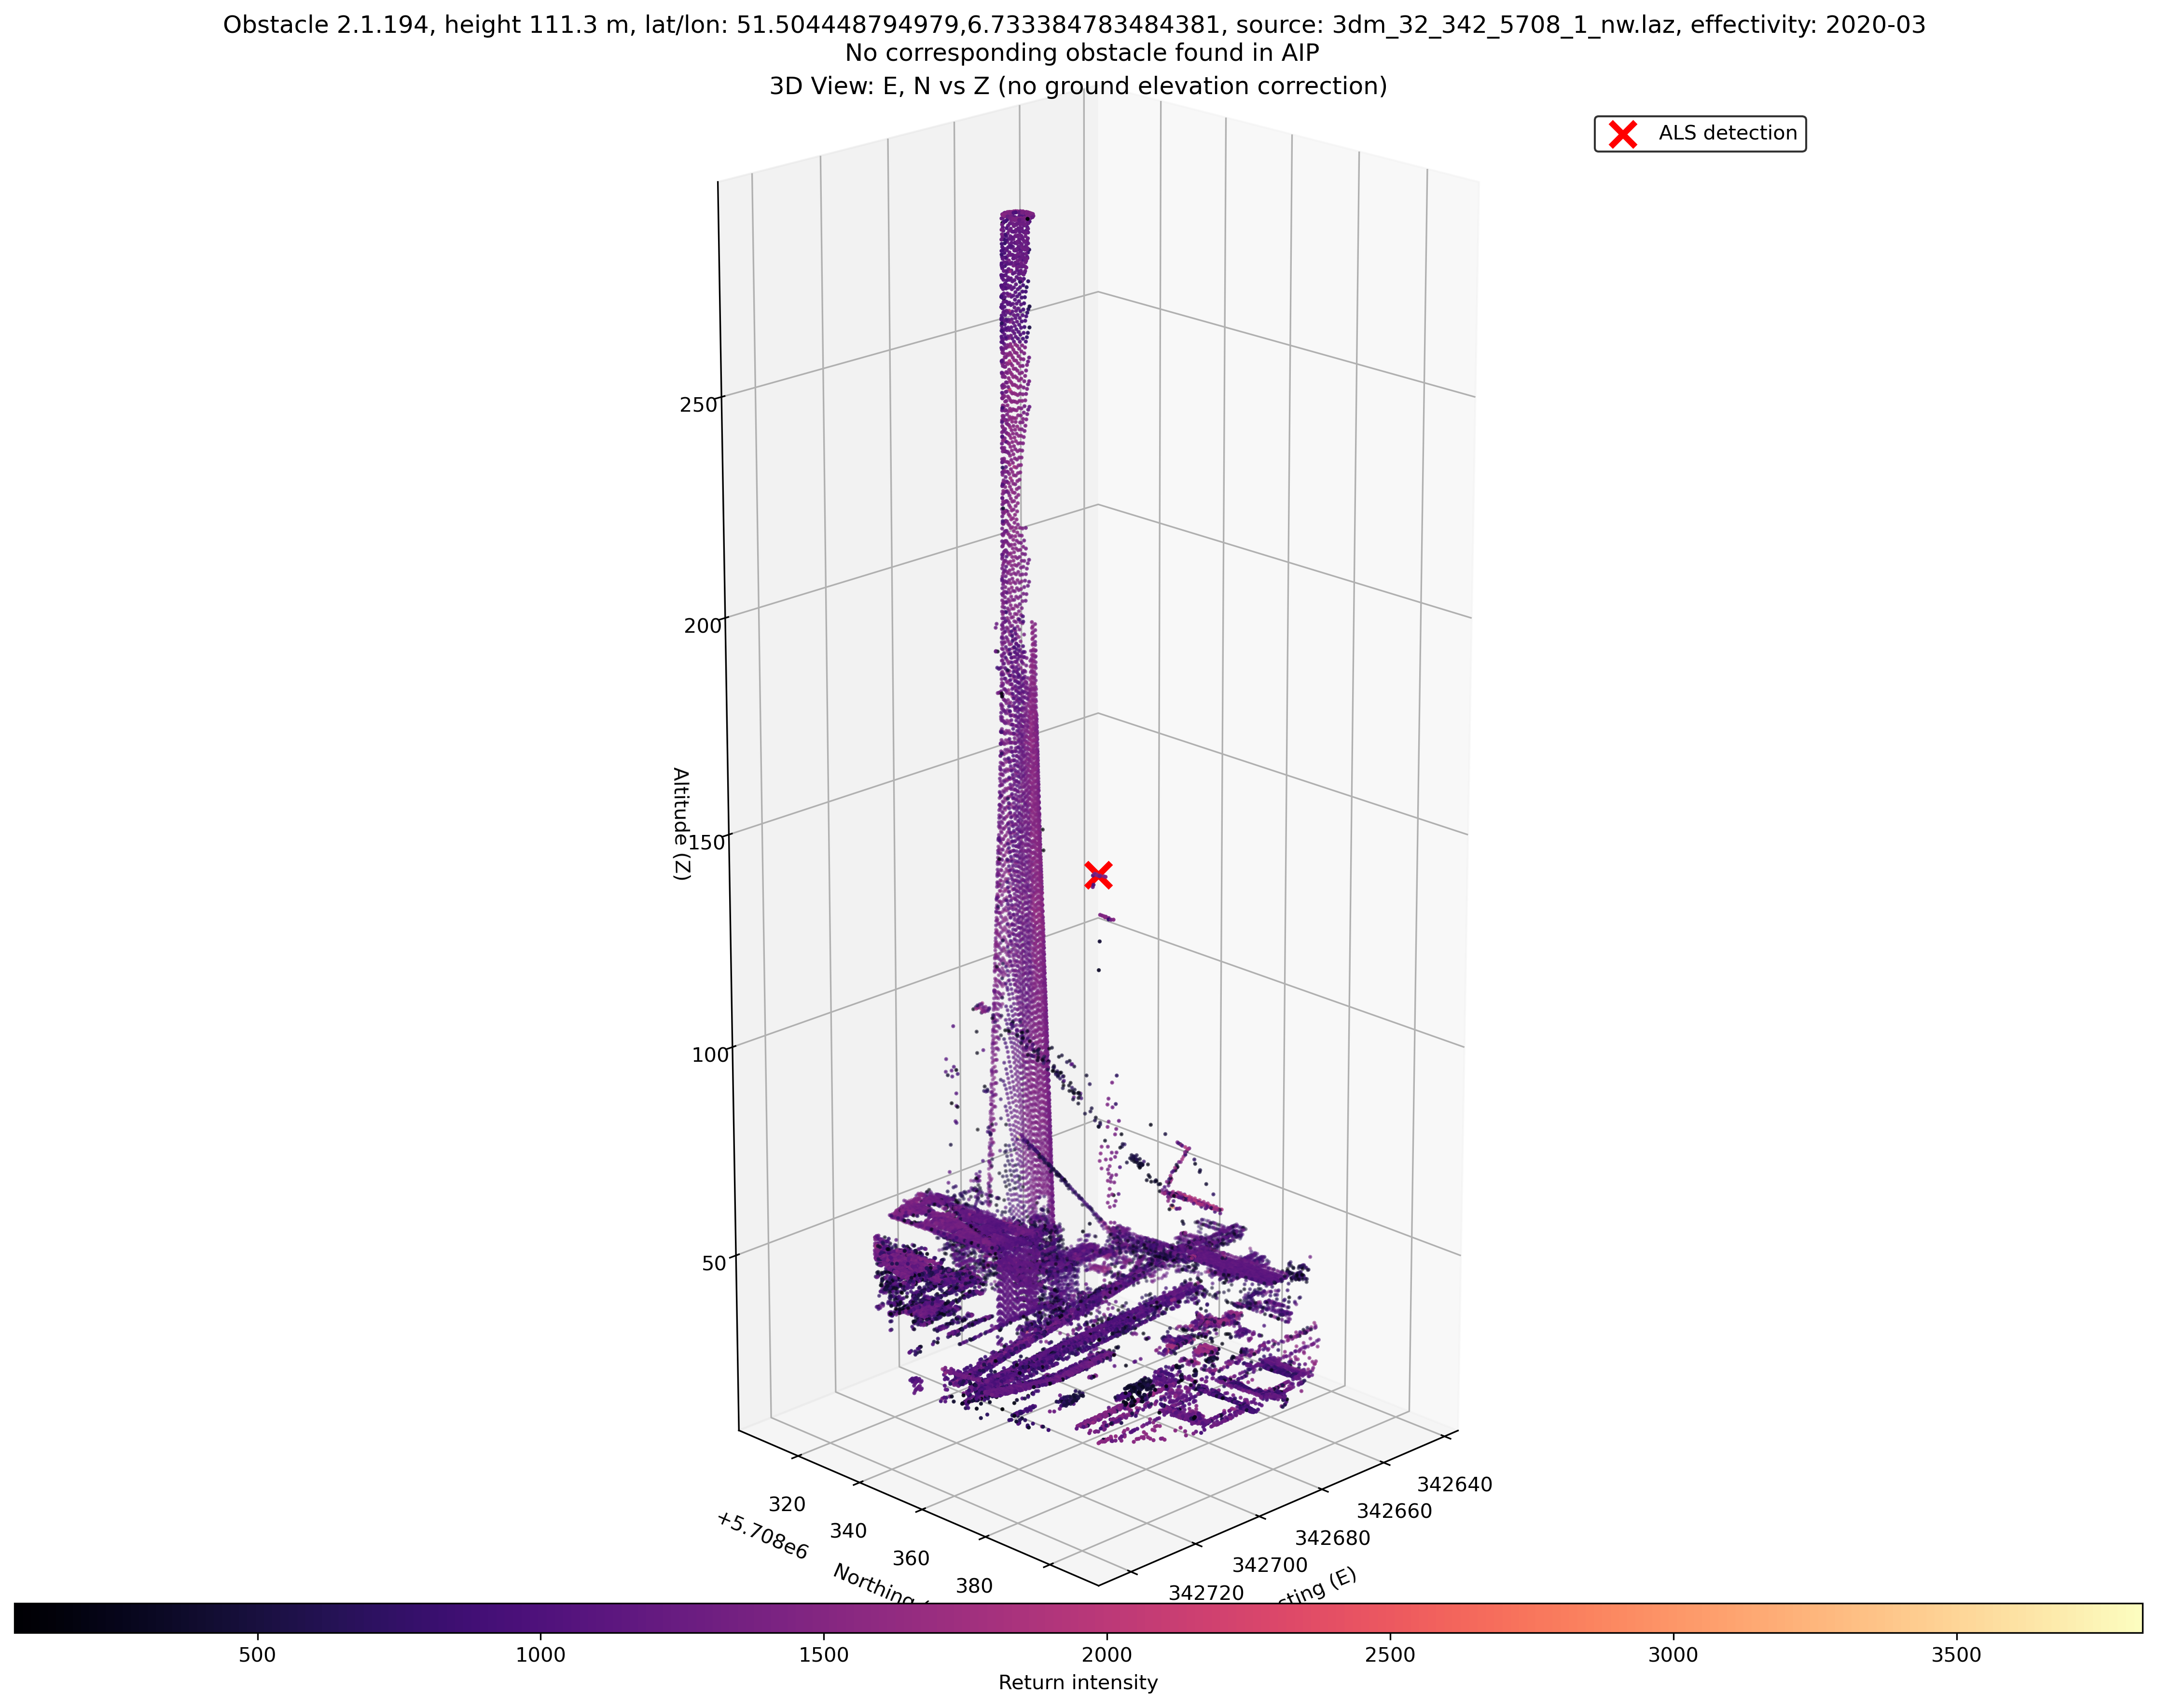 Obstacle 2.1.194, height 111.3 m, lat/lon: 51.504448794979,6.733384783484381, source: 3dm_32_342_5708_1_nw.laz, effectivity: 2020-03
No corresponding obstacle found in AIP
3D View: E, N vs Z (no ground elevation correction)
ALS detection
250
200
150
100
50
Altitude (Z)
320
340
360
380
+5.708e6
Northing
342640
342660
342680
342700
342720
sting (E)
500
1000
1500
2000
2500
3000
3500
Return intensity